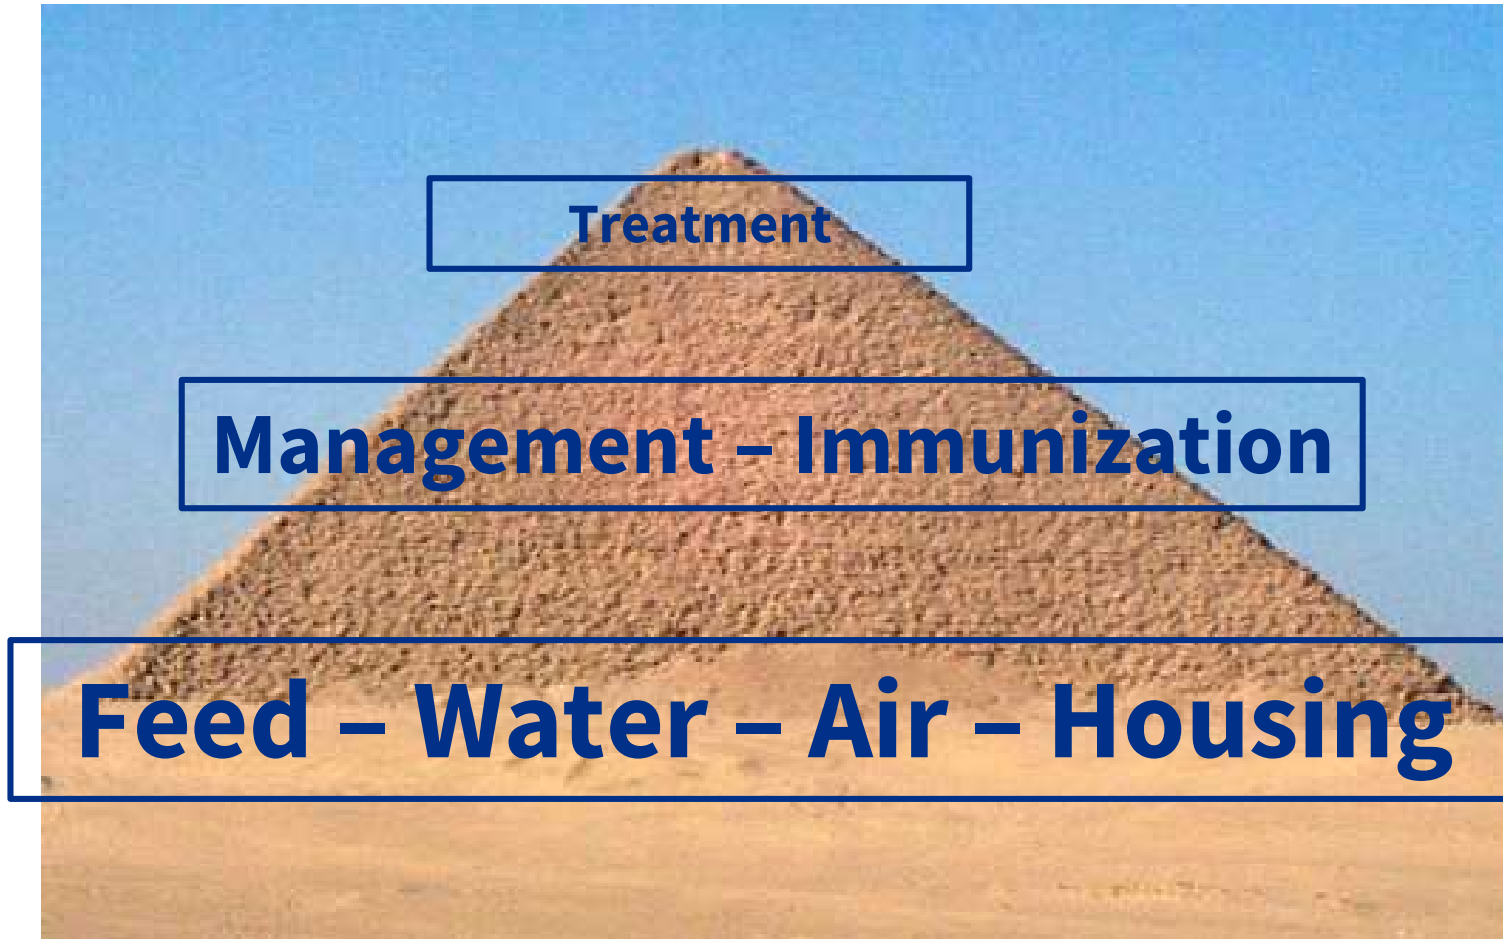 Treatment
Management – Immunization
Feed – Water – Air – Housing